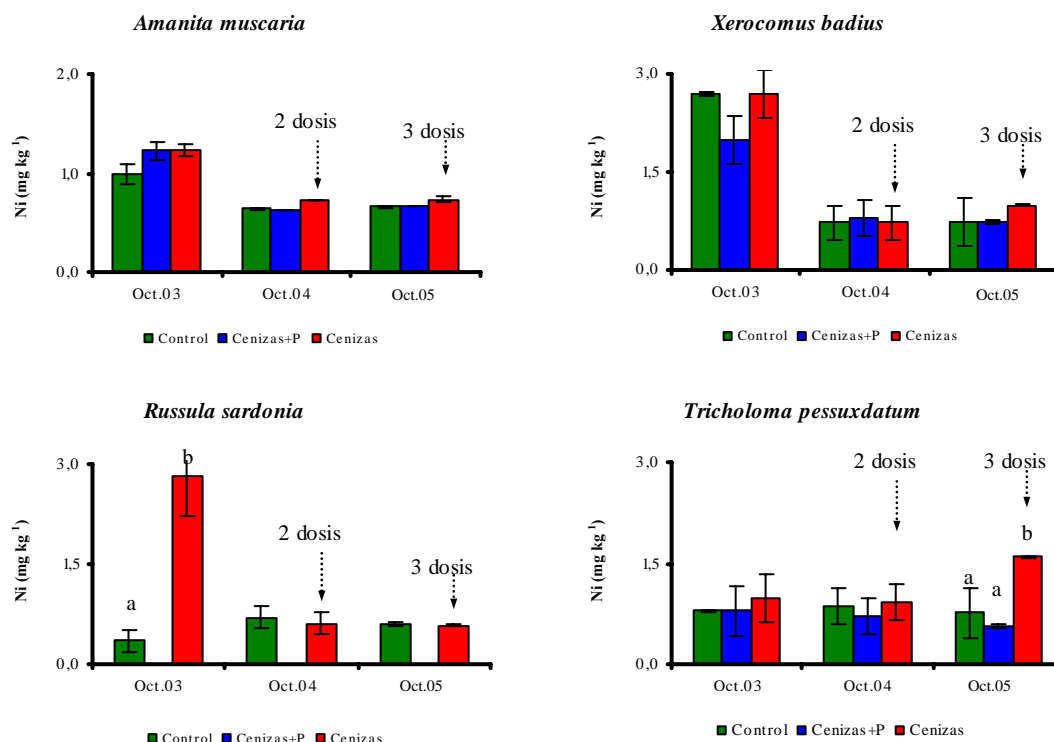 Amanita muscaria
2,0
1,0
0,0
Ni (mg kg-1)
2 dosis
3 dosis
Oct.03 Oct.04 Oct.05
Control Cenizas+P Cenizas
Xerocomus badius
3,0
1,5
0,0
Ni (mg kg-1)
2 dosis
3 dosis
Oct.03 Oct.04 Oct.05
Control Cenizas+P Cenizas
Russula sardonia
3,0
1,5
0,0
Ni (mg kg-1)
a
b
2 dosis
3 dosis
Oct.03 Oct.04 Oct.05
Control Cenizas+P Cenizas
Tricholoma pessuxdatum
3,0
1,5
0,0
Ni (mg kg-1)
2 dosis
3 dosis
a
a
b
Oct.03 Oct.04 Oct.05
Control Cenizas+P Cenizas